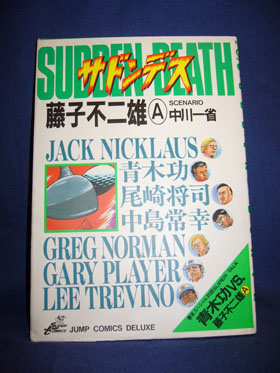 SUDDEN DEATH
サドンデス
藤子不二雄Ⓐ
SCENARIO
中川一省
JACK NICKLAUS
青木功
尾崎将司
中島常幸
GREG NORMAN
GARY PLAYER
LEE TREVINO
青木功VS.
藤子不二雄Ⓐ
JUMP COMICS DELUXE